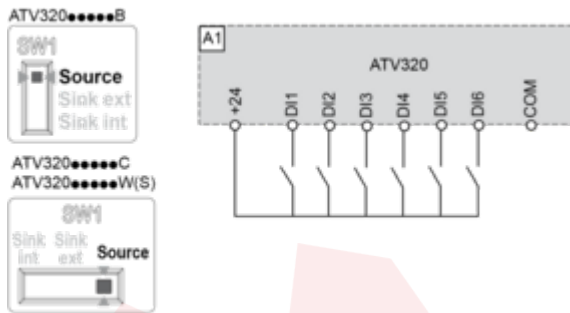 ATV320●●●●●B
SW1
Source
Sink ext
Sink int
ATV320●●●●●C
ATV320●●●●●W(S)
SW1
Sink int
Sink ext
Source
A1
ATV320
+24
DI1
DI2
DI3
DI4
DI5
DI6
COM